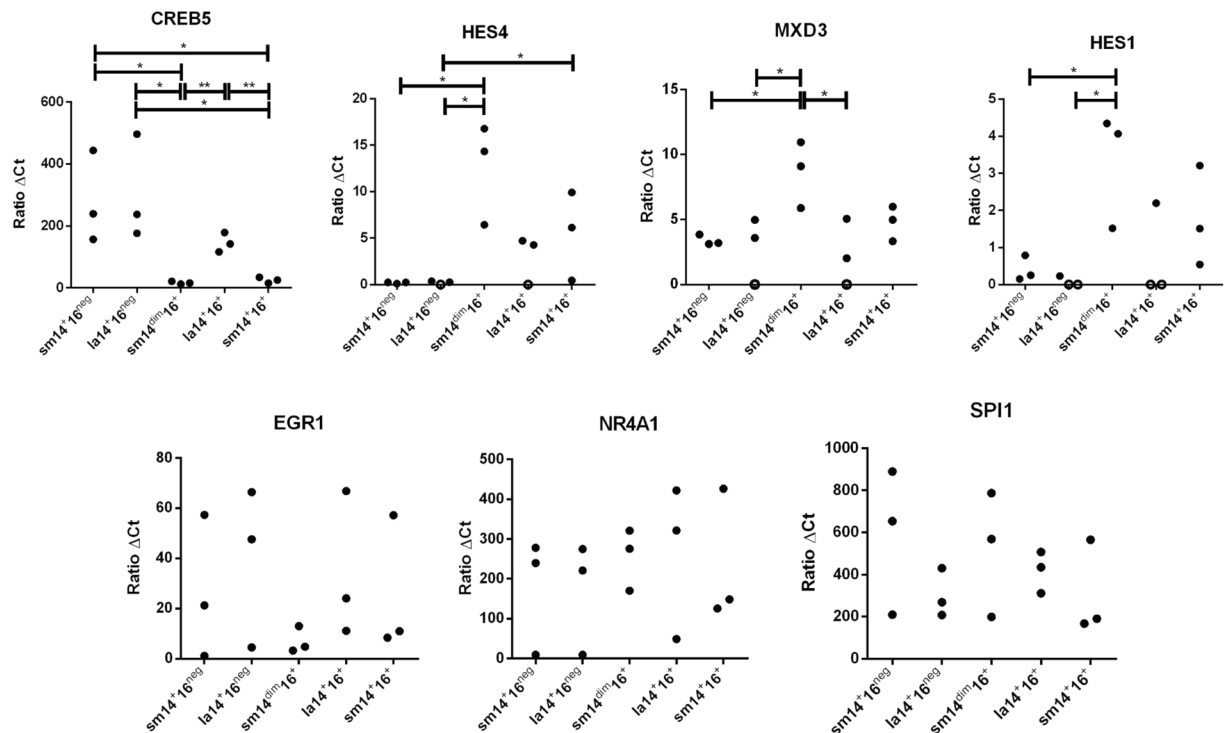 CREB5
*
*
* ** **
*
Ratio ΔCt
600
400
200
0
sm14⁺16ⁿᵉᵍ
la14⁺16ⁿᵉᵍ
sm14ᵈⁱᵐ16⁺
la14⁺16⁺
sm14⁺16⁺
HES4
*
*
*
Ratio ΔCt
20
15
10
5
0
sm14⁺16ⁿᵉᵍ
la14⁺16ⁿᵉᵍ
sm14ᵈⁱᵐ16⁺
la14⁺16⁺
sm14⁺16⁺
MXD3
*
* *
Ratio ΔCt
15
10
5
0
sm14⁺16ⁿᵉᵍ
la14⁺16ⁿᵉᵍ
sm14ᵈⁱᵐ16⁺
la14⁺16⁺
sm14⁺16⁺
HES1
*
*
Ratio ΔCt
5
4
3
2
1
0
sm14⁺16ⁿᵉᵍ
la14⁺16ⁿᵉᵍ
sm14ᵈⁱᵐ16⁺
la14⁺16⁺
sm14⁺16⁺
EGR1
Ratio ΔCt
80
60
40
20
0
sm14⁺16ⁿᵉᵍ
la14⁺16ⁿᵉᵍ
sm14ᵈⁱᵐ16⁺
la14⁺16⁺
sm14⁺16⁺
NR4A1
Ratio ΔCt
500
400
300
200
100
0
sm14⁺16ⁿᵉᵍ
la14⁺16ⁿᵉᵍ
sm14ᵈⁱᵐ16⁺
la14⁺16⁺
sm14⁺16⁺
SPI1
Ratio ΔCt
1000
800
600
400
200
0
sm14⁺16ⁿᵉᵍ
la14⁺16ⁿᵉᵍ
sm14ᵈⁱᵐ16⁺
la14⁺16⁺
sm14⁺16⁺